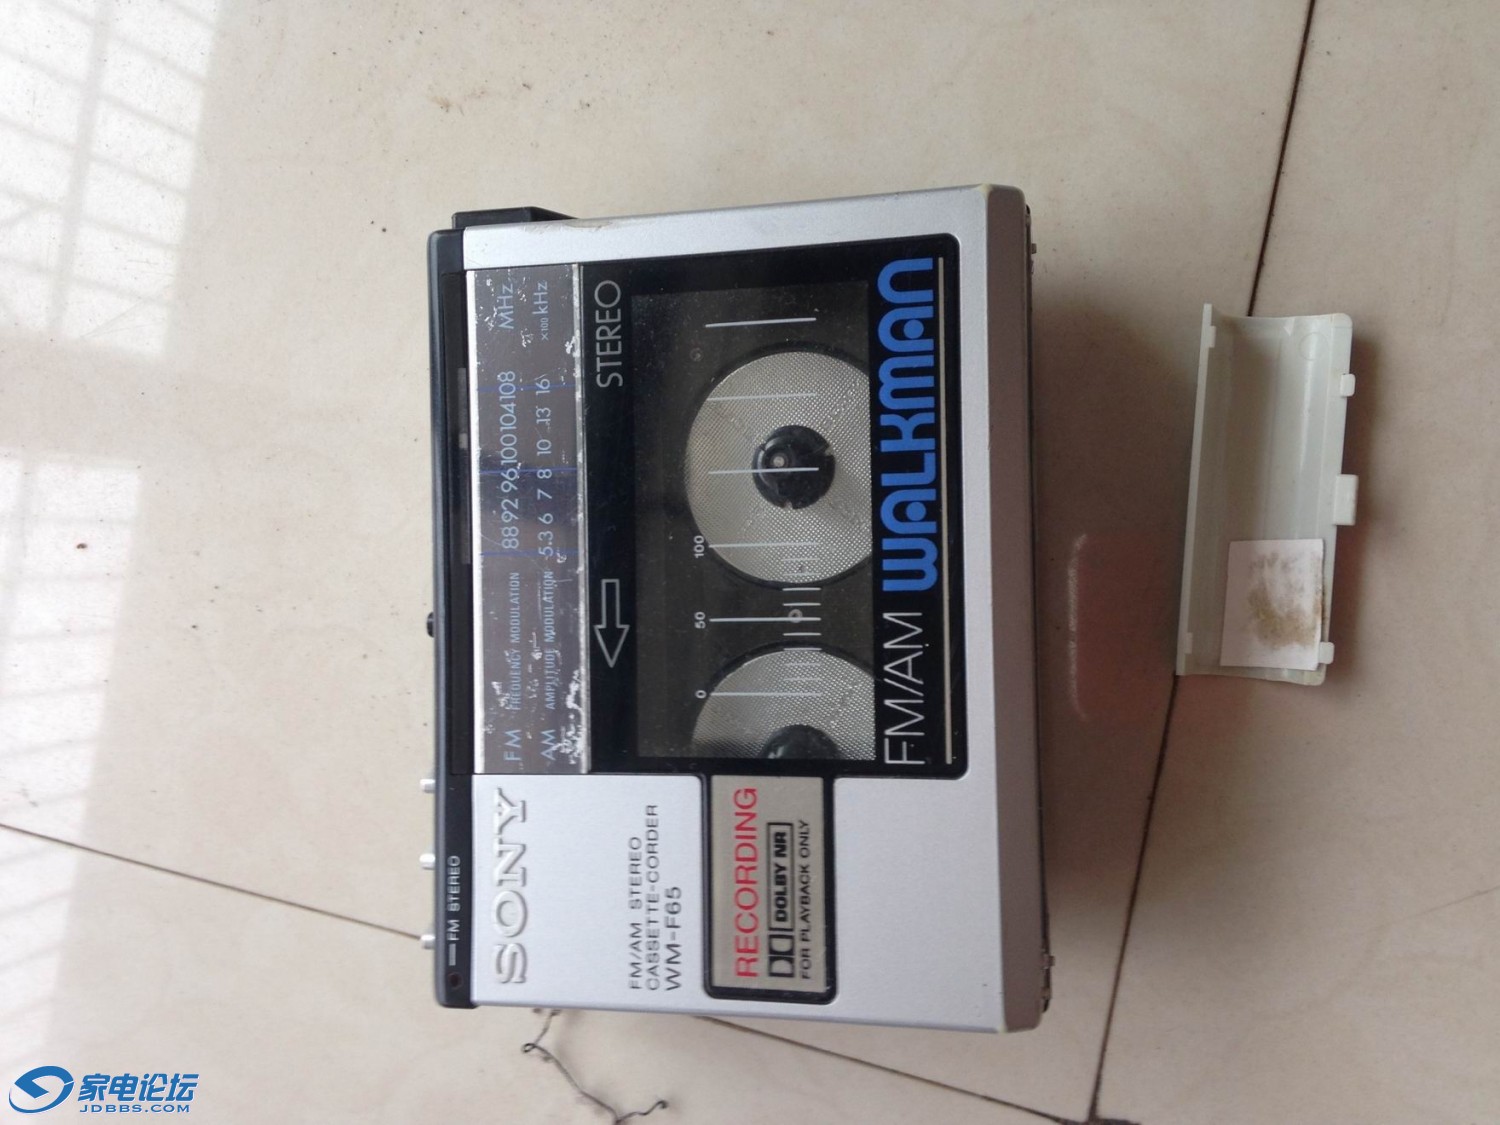 FM STEREO
SONY
FM FREQUENCY MODULATION 88 92 96 100 104 108 MHz
AM AMPLITUDE MODULATION 5.3 6 7 8 10 13 16 ×100 kHz
STEREO
FM/AM STEREO
CASSETTE-CORDER
WM-F65
0 50 100
RECORDING
DOLBY NR
FOR PLAYBACK ONLY
FM/AM WALKMAN
家电论坛
JDBBS.COM